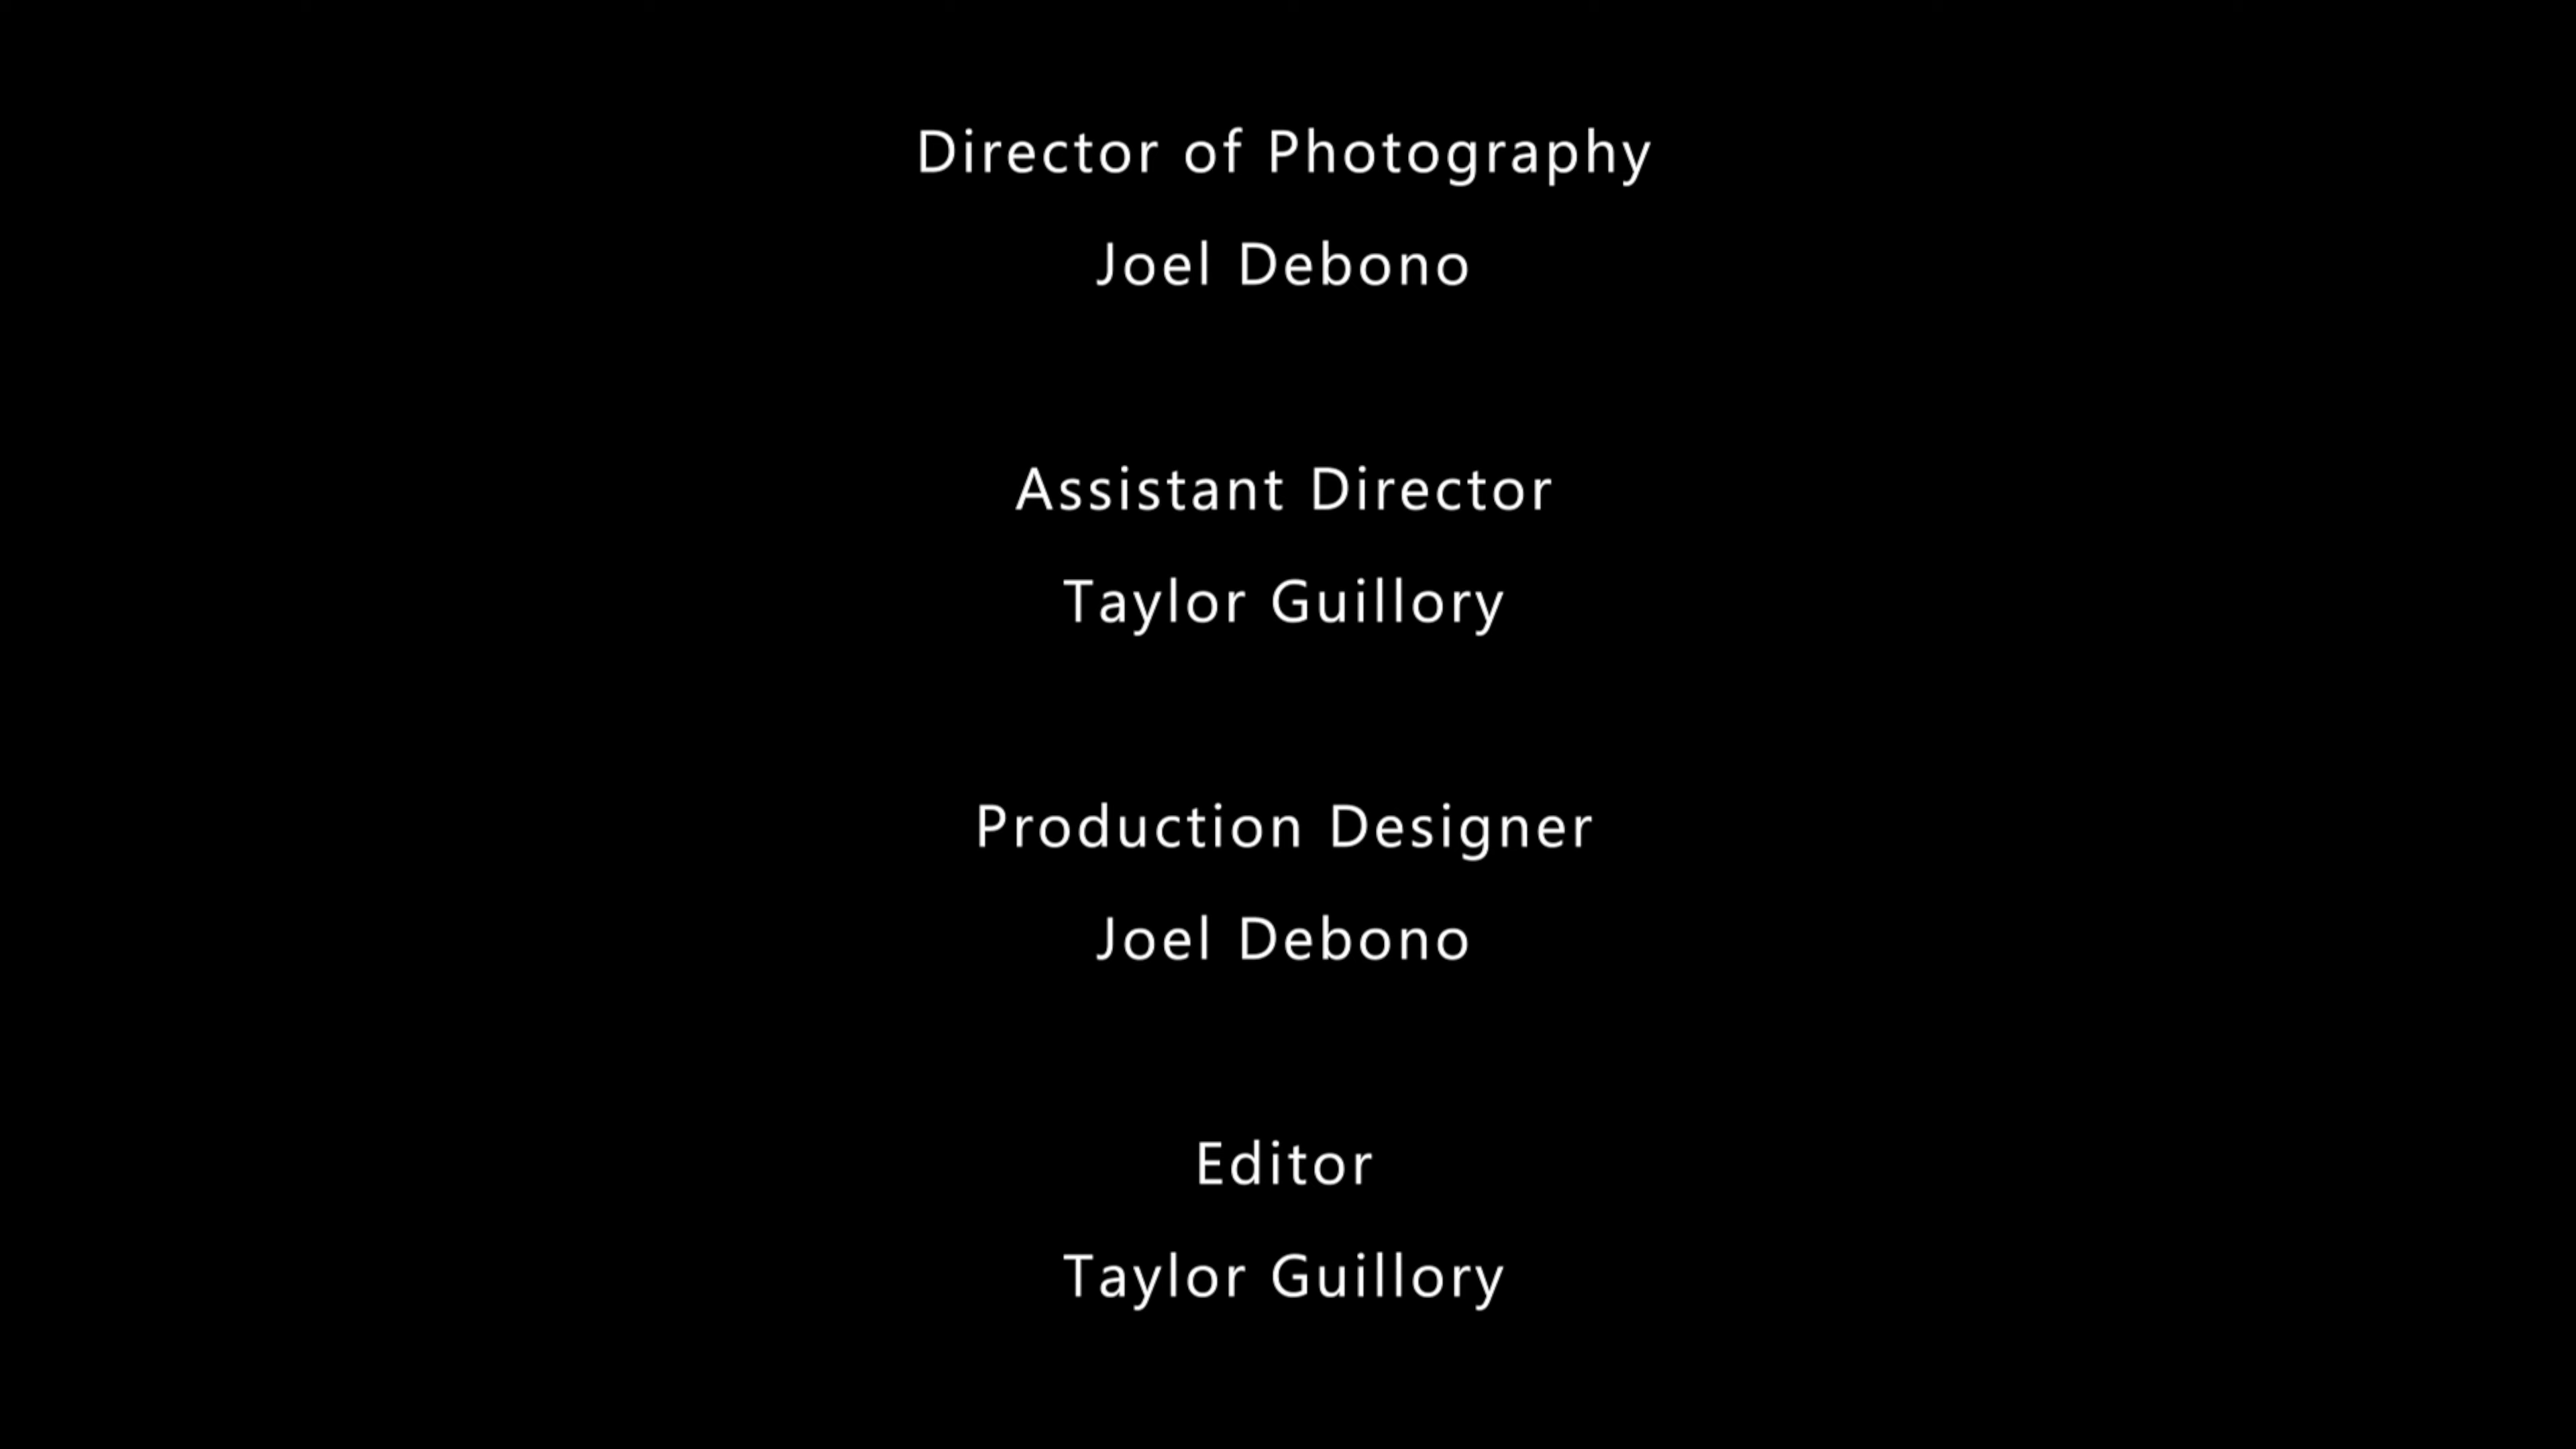 Director of Photography
Joel Debono
Assistant Director
Taylor Guillory
Production Designer
Joel Debono
Editor
Taylor Guillory